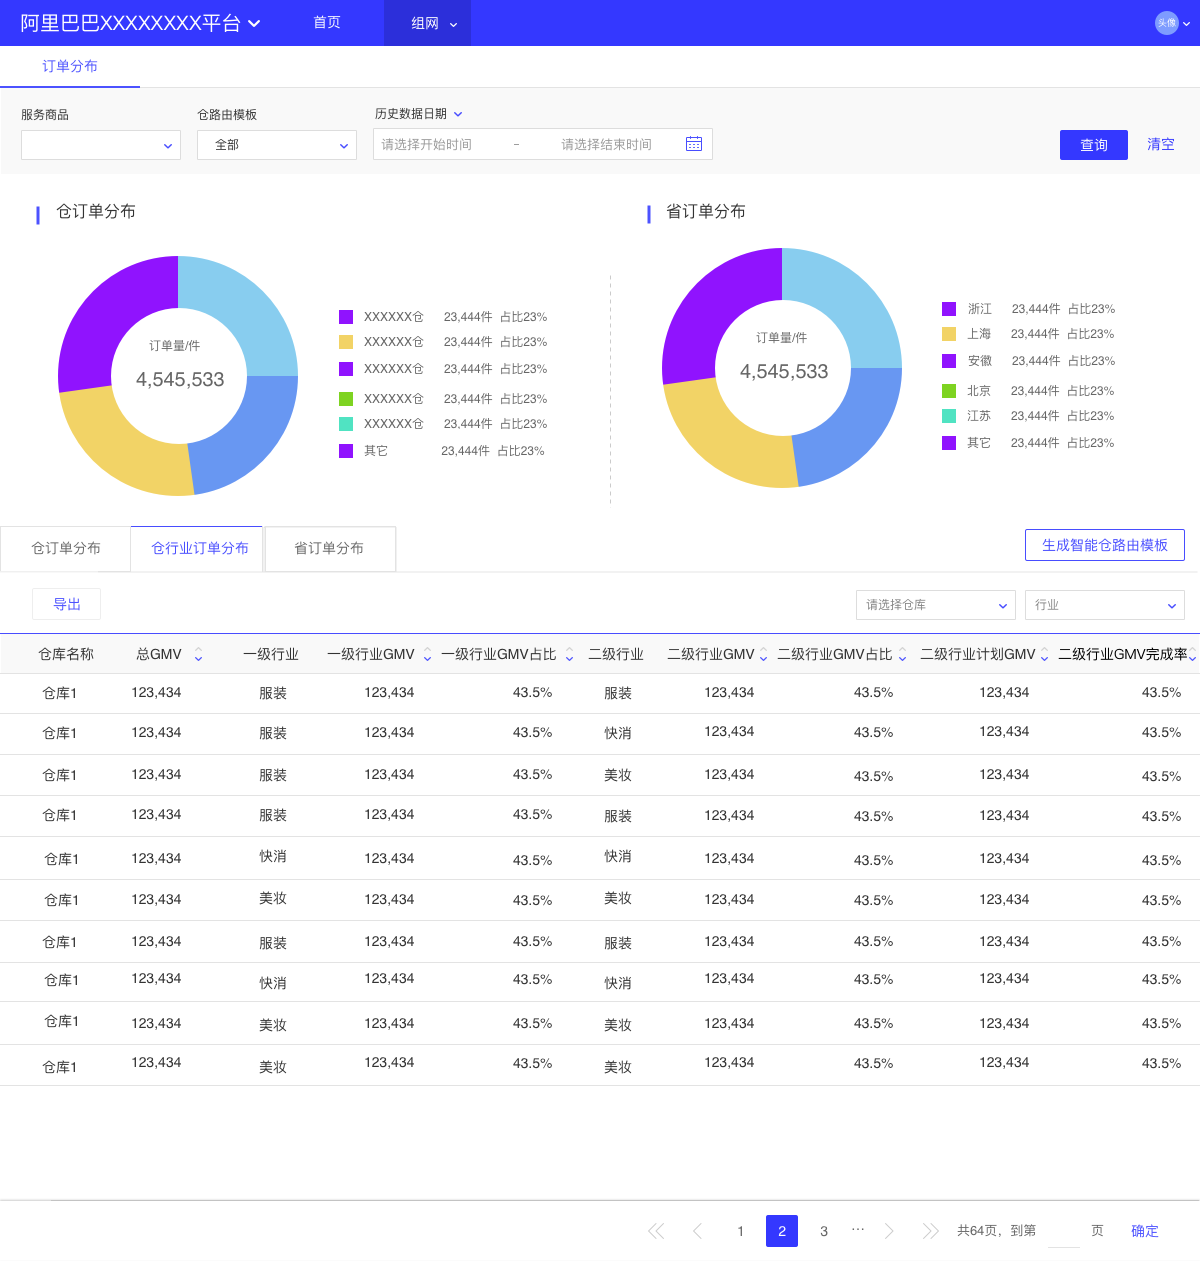 阿里巴巴XXXXXXXX平台 首页 组网 头像
订单分布
服务商品 仓路由模板 历史数据日期
全部 请选择开始时间 - 请选择结束时间 查询 清空
仓订单分布 省订单分布
订单量/件
4,545,533
XXXXXX仓 23,444件 占比23%
XXXXXX仓 23,444件 占比23%
XXXXXX仓 23,444件 占比23%
XXXXXX仓 23,444件 占比23%
XXXXXX仓 23,444件 占比23%
其它 23,444件 占比23%
订单量/件
4,545,533
浙江 23,444件 占比23%
上海 23,444件 占比23%
安徽 23,444件 占比23%
北京 23,444件 占比23%
江苏 23,444件 占比23%
其它 23,444件 占比23%
仓订单分布 仓行业订单分布 省订单分布 生成智能仓路由模板
导出 请选择仓库 行业
仓库名称 总GMV 一级行业 一级行业GMV 一级行业GMV占比 二级行业 二级行业GMV 二级行业GMV占比 二级行业计划GMV 二级行业GMV完成率
仓库1 123,434 服装 123,434 43.5% 服装 123,434 43.5% 123,434 43.5%
仓库1 123,434 服装 123,434 43.5% 快消 123,434 43.5% 123,434 43.5%
仓库1 123,434 服装 123,434 43.5% 美妆 123,434 43.5% 123,434 43.5%
仓库1 123,434 服装 123,434 43.5% 服装 123,434 43.5% 123,434 43.5%
仓库1 123,434 快消 123,434 43.5% 快消 123,434 43.5% 123,434 43.5%
仓库1 123,434 美妆 123,434 43.5% 美妆 123,434 43.5% 123,434 43.5%
仓库1 123,434 服装 123,434 43.5% 服装 123,434 43.5% 123,434 43.5%
仓库1 123,434 快消 123,434 43.5% 快消 123,434 43.5% 123,434 43.5%
仓库1 123,434 美妆 123,434 43.5% 美妆 123,434 43.5% 123,434 43.5%
仓库1 123,434 美妆 123,434 43.5% 美妆 123,434 43.5% 123,434 43.5%
1 2 3 ··· 共64页，到第 页 确定